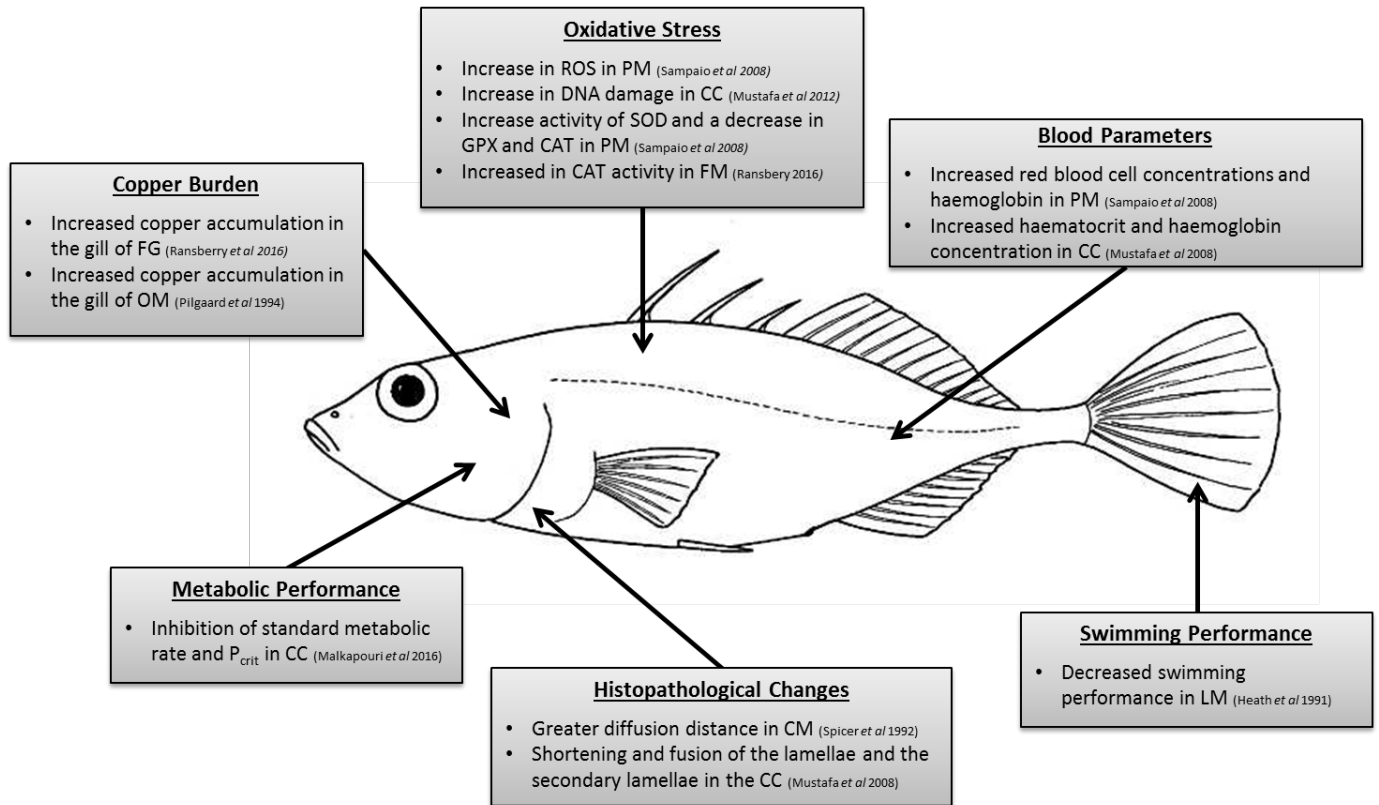 Oxidative Stress
• Increase in ROS in PM (Sampaio et al 2008)
• Increase in DNA damage in CC (Mustafa et al 2012)
• Increase activity of SOD and a decrease in
GPX and CAT in PM (Sampaio et al 2008)
• Increased in CAT activity in FM (Ransbery 2016)
Blood Parameters
• Increased red blood cell concentrations and
haemoglobin in PM (Sampaio et al 2008)
• Increased haematocrit and haemoglobin
concentration in CC (Mustafa et al 2008)
Copper Burden
• Increased copper accumulation in
the gill of FG (Ransberry et al 2016)
• Increased copper accumulation in
the gill of OM (Pilgaard et al 1994)
Metabolic Performance
• Inhibition of standard metabolic
rate and Pcrit in CC (Malkapouri et al 2016)
Histopathological Changes
• Greater diffusion distance in CM (Spicer et al 1992)
• Shortening and fusion of the lamellae and the
secondary lamellae in the CC (Mustafa et al 2008)
Swimming Performance
• Decreased swimming
performance in LM (Heath et al 1991)